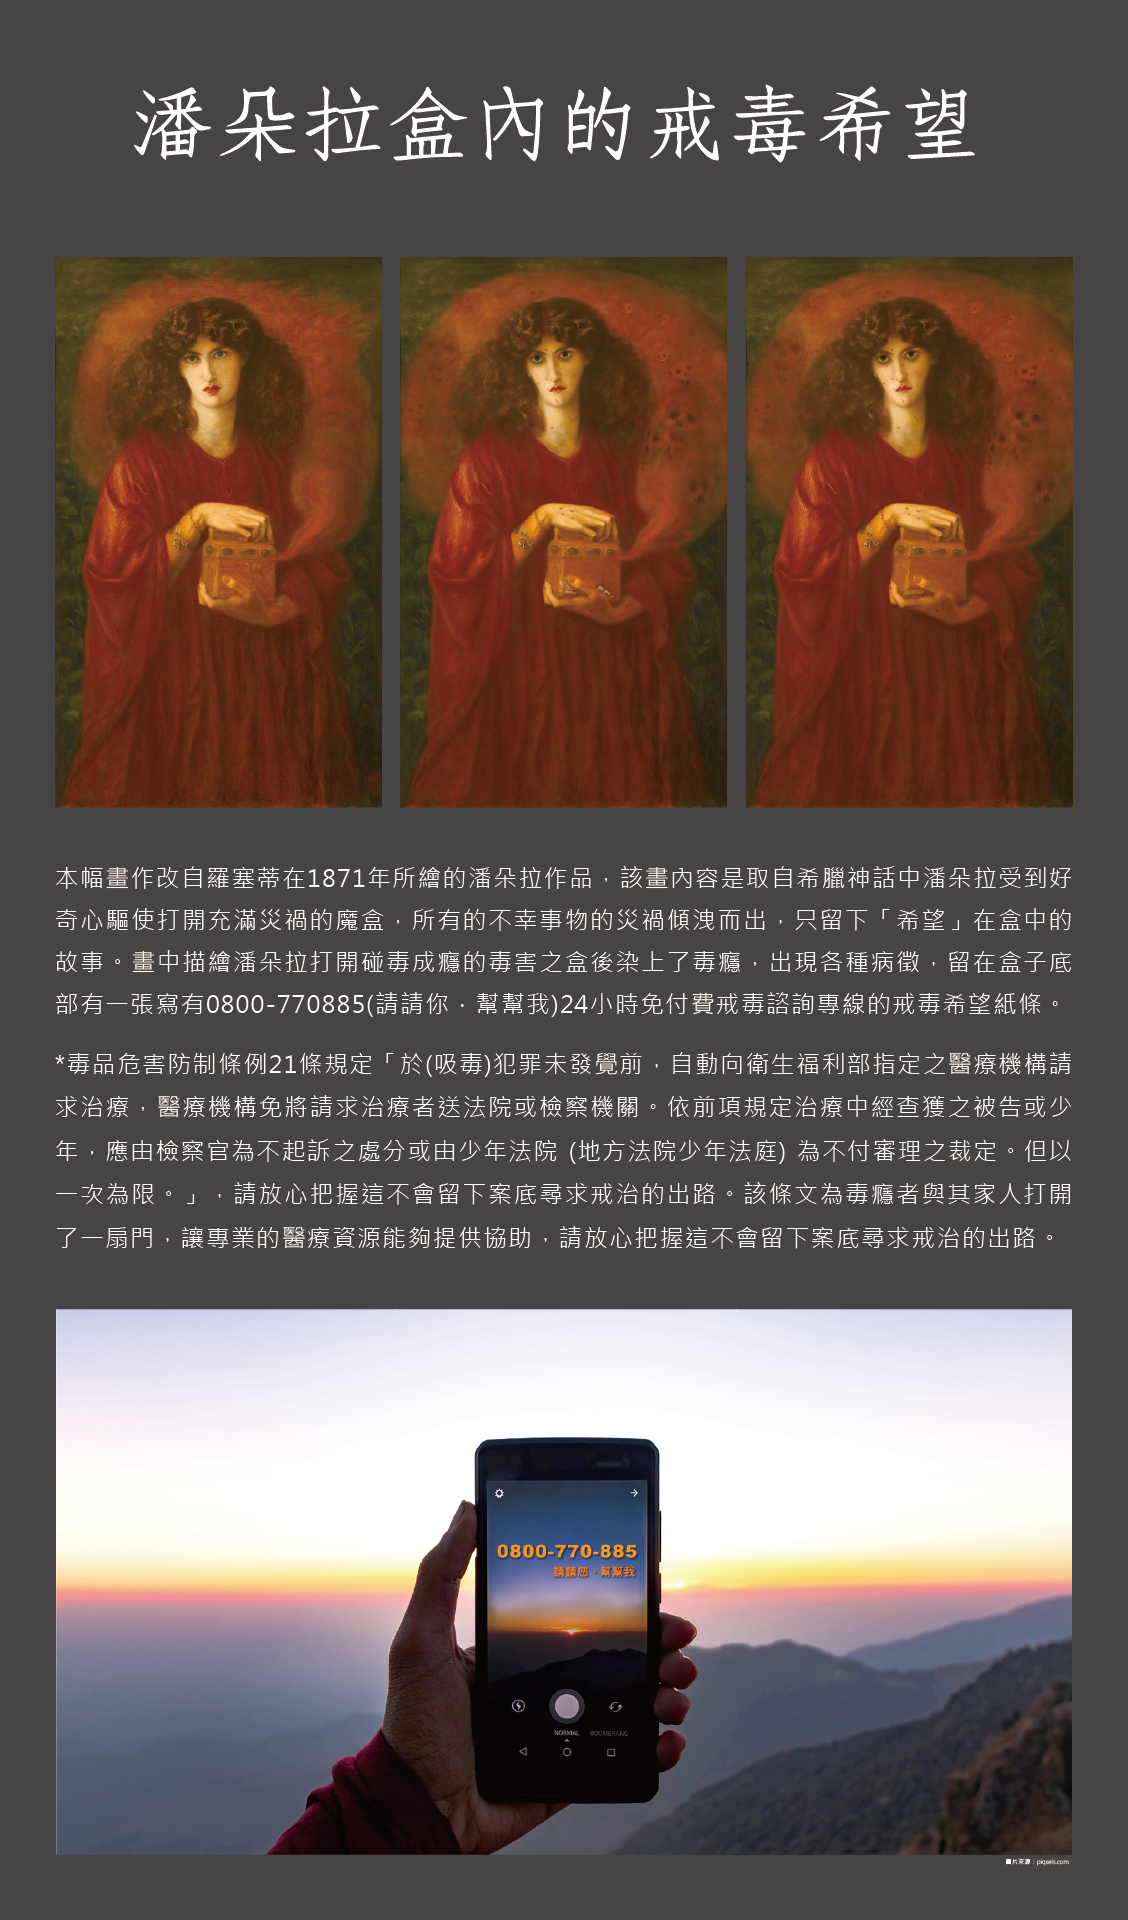 潘朵拉盒內的戒毒希望
本幅畫作改自羅塞蒂在1871年所繪的潘朵拉作品，該畫內容是取自希臘神話中潘朵拉受到好
奇心驅使打開充滿災禍的魔盒，所有的不幸事物的災禍傾洩而出，只留下「希望」在盒中的
故事。畫中描繪潘朵拉打開碰毒成癮的毒害之盒後染上了毒癮，出現各種病徵，留在盒子底
部有一張寫有0800-770885(請請你．幫幫我)24小時免付費戒毒諮詢專線的戒毒希望紙條。
*毒品危害防制條例21條規定「於(吸毒)犯罪未發覺前，自動向衛生福利部指定之醫療機構請
求治療，醫療機構免將請求治療者送法院或檢察機關。依前項規定治療中經查獲之被告或少
年，應由檢察官為不起訴之處分或由少年法院 (地方法院少年法庭) 為不付審理之裁定。但以
一次為限。」，請放心把握這不會留下案底尋求戒治的出路。該條文為毒癮者與其家人打開
了一扇門，讓專業的醫療資源能夠提供協助，請放心把握這不會留下案底尋求戒治的出路。
0800-770-885
請請您．幫幫我
NORMAL BOOMERANG
圖片來源：piqsels.com